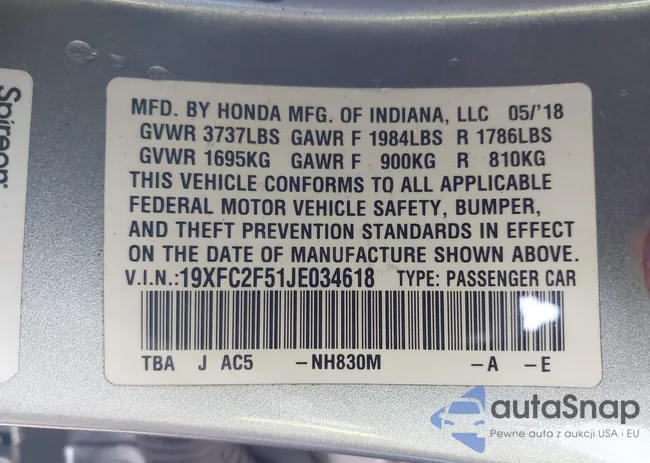 Spireon
MFD. BY HONDA MFG. OF INDIANA, LLC 05/'18
GVWR 3737LBS GAWR F 1984LBS R 1786LBS
GVWR 1695KG GAWR F 900KG R 810KG
THIS VEHICLE CONFORMS TO ALL APPLICABLE
FEDERAL MOTOR VEHICLE SAFETY, BUMPER,
AND THEFT PREVENTION STANDARDS IN EFFECT
ON THE DATE OF MANUFACTURE SHOWN ABOVE.
V.I.N.:19XFC2F51JE034618 TYPE: PASSENGER CAR
TBA J AC5 -NH830M -A -E
autaSnap
Pewne auta z aukcji USA i EU